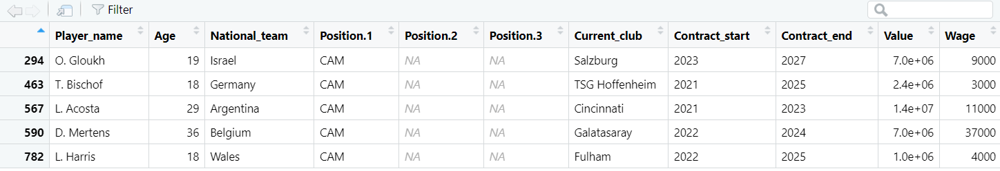 Filter
Player_name Age National_team Position.1 Position.2 Position.3 Current_club Contract_start Contract_end Value Wage
294 O. Gloukh 19 Israel CAM NA NA Salzburg 2023 2027 7.0e+06 9000
463 T. Bischof 18 Germany CAM NA NA TSG Hoffenheim 2021 2025 2.4e+06 3000
567 L. Acosta 29 Argentina CAM NA NA Cincinnati 2021 2023 1.4e+07 11000
590 D. Mertens 36 Belgium CAM NA NA Galatasaray 2022 2024 7.0e+06 37000
782 L. Harris 18 Wales CAM NA NA Fulham 2022 2025 1.0e+06 4000